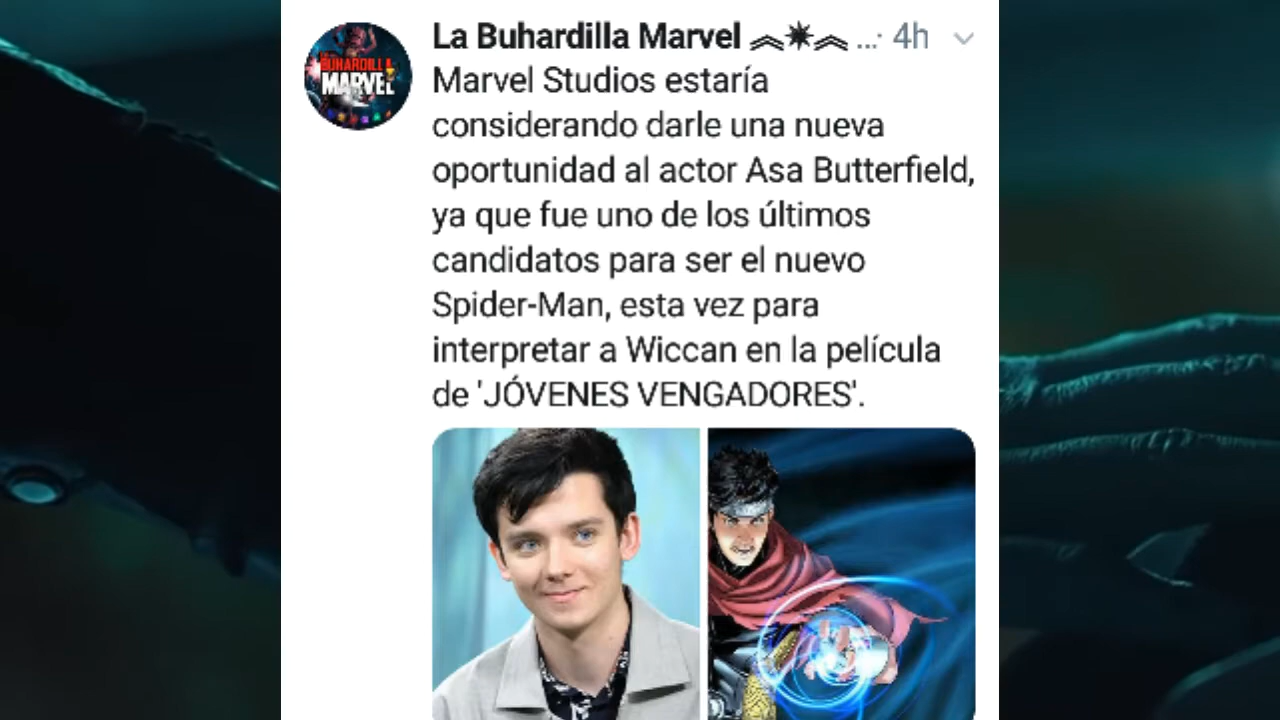 La Buhardilla Marvel ... · 4h
Marvel Studios estaría
considerando darle una nueva
oportunidad al actor Asa Butterfield,
ya que fue uno de los últimos
candidatos para ser el nuevo
Spider-Man, esta vez para
interpretar a Wiccan en la película
de 'JÓVENES VENGADORES'.
BUHARDILLA
MARVEL